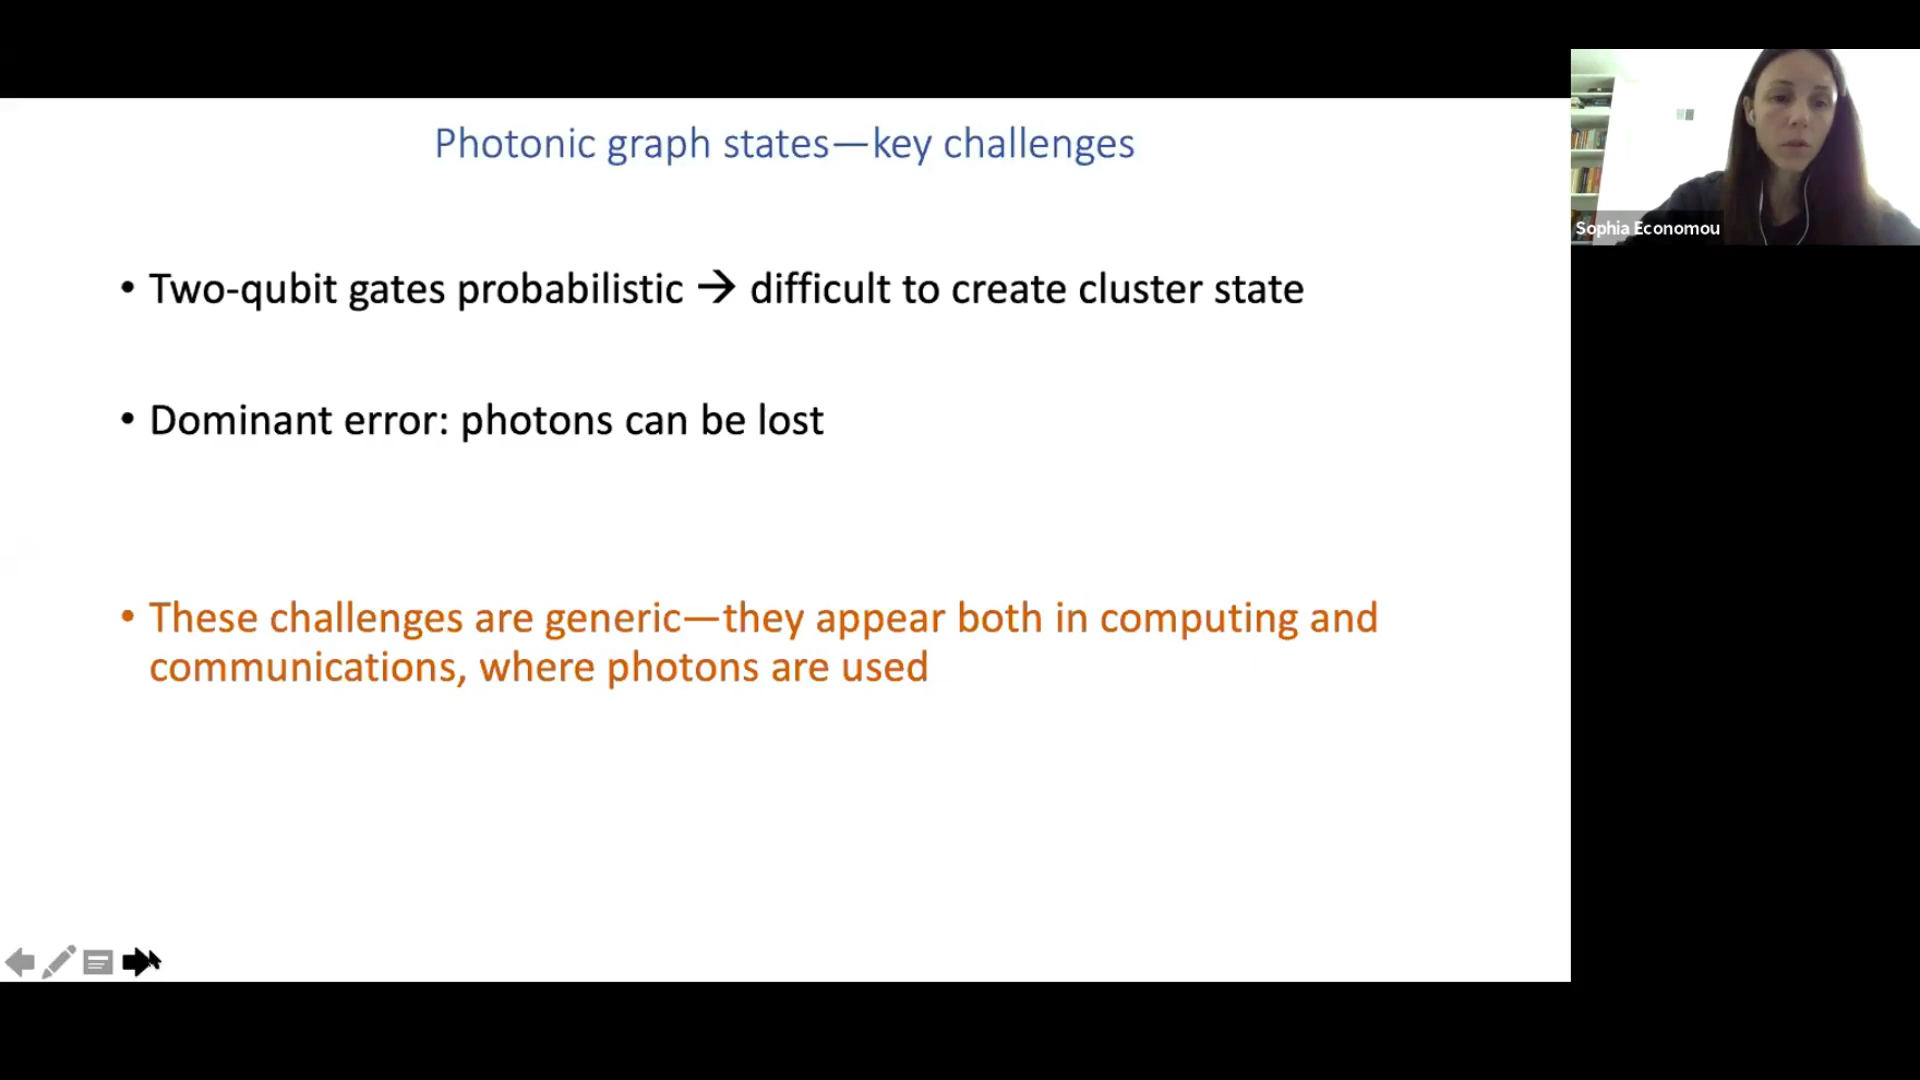 Photonic graph states—key challenges
Sophia Economou
• Two-qubit gates probabilistic → difficult to create cluster state
• Dominant error: photons can be lost
• These challenges are generic—they appear both in computing and
communications, where photons are used